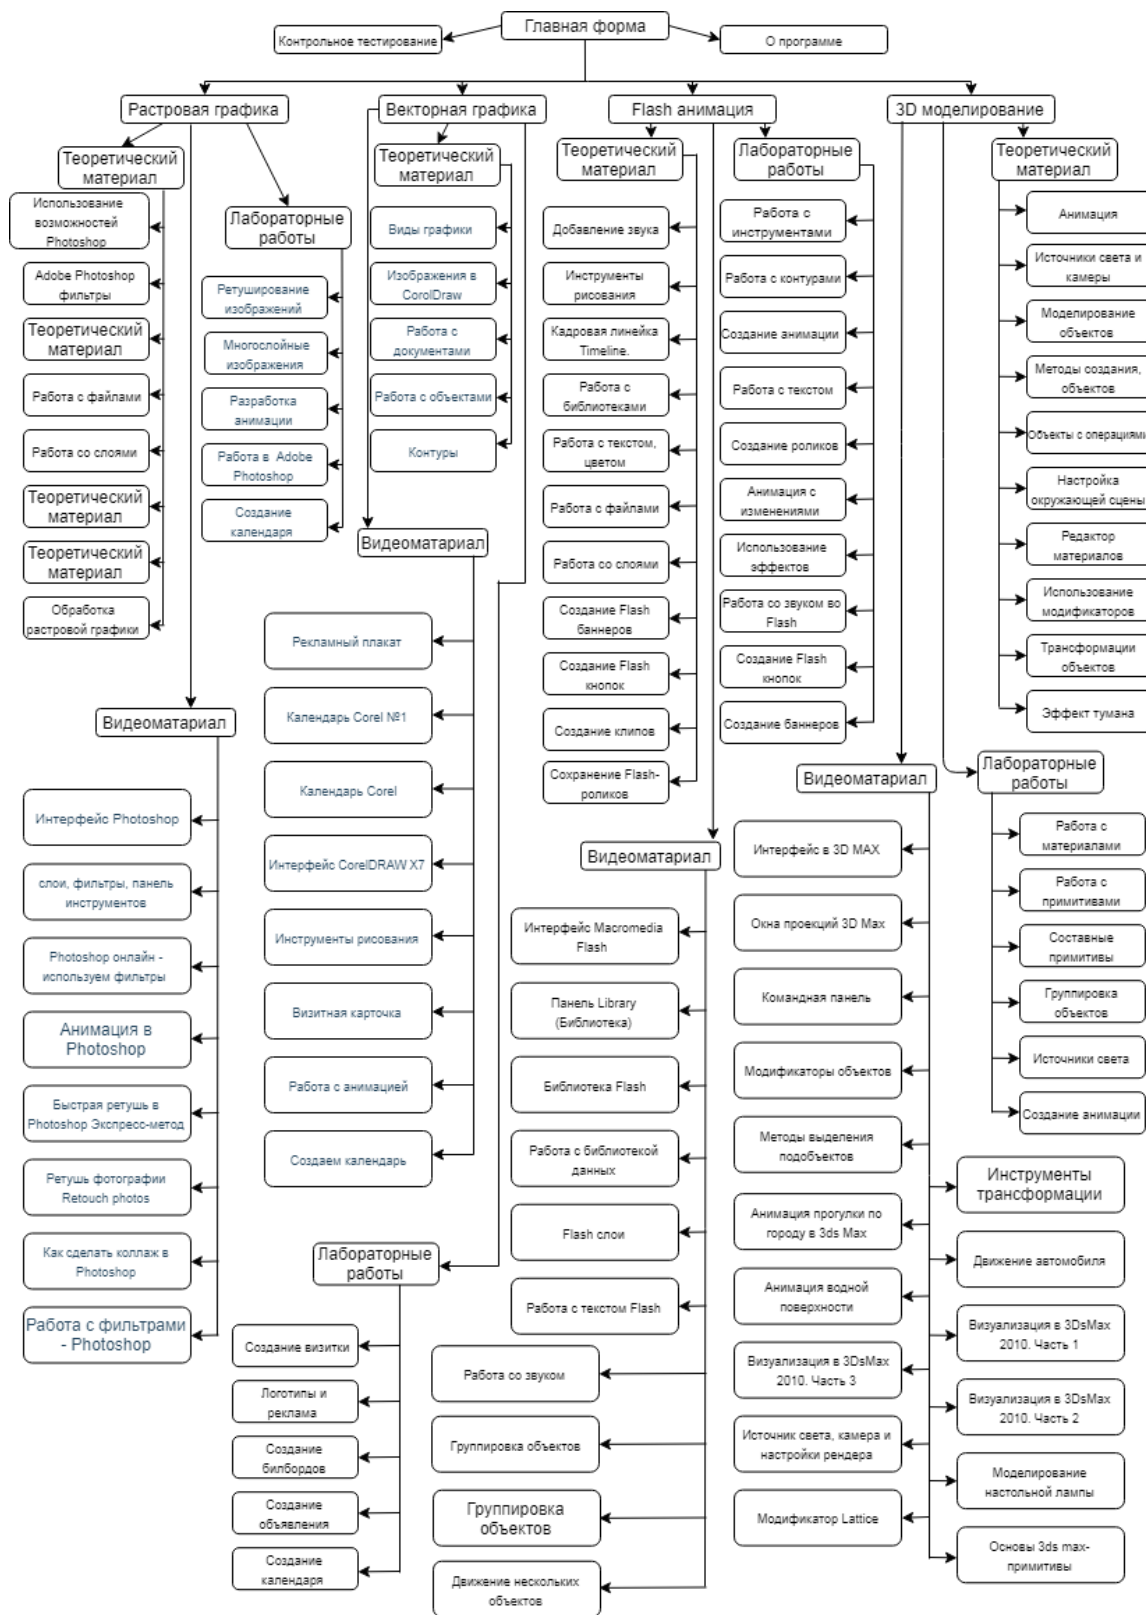 Главная форма
Контрольное тестирование
О программе
Растровая графика
Векторная графика
Flash анимация
3D моделирование
Теоретический
материал
Использование
возможностей
Photoshop
Adobe Photoshop
фильтры
Теоретический
материал
Работа с файлами
Работа со слоями
Теоретический
материал
Теоретический
материал
Обработка
растровой графики
Лабораторные
работы
Ретуширование
изображений
Многослойные
изображения
Разработка
анимации
Работа в Adobe
Photoshop
Создание
календаря
Видеоматариал
Интерфейс Photoshop
слои, фильтры, панель
инструментов
Photoshop онлайн -
используем фильтры
Анимация в
Photoshop
Быстрая ретушь в
Photoshop Экспресс-метод
Ретушь фотографии
Retouch photos
Как сделать коллаж в
Photoshop
Работа с фильтрами
- Photoshop
Теоретический
материал
Виды графики
Изображения в
CorolDraw
Работа с
документами
Работа с объектами
Контуры
Видеоматариал
Рекламный плакат
Календарь Corel №1
Календарь Corel
Интерфейс CorelDRAW X7
Инструменты рисования
Визитная карточка
Работа с анимацией
Создаем календарь
Лабораторные
работы
Создание визитки
Логотипы и
реклама
Создание
билбордов
Создание
объявления
Создание
календаря
Теоретический
материал
Добавление звука
Инструменты
рисования
Кадровая линейка
Timeline.
Работа с
библиотеками
Работа с текстом,
цветом
Работа с файлами
Работа со слоями
Создание Flash
баннеров
Создание Flash
кнопок
Создание клипов
Сохранение Flash-
роликов
Лабораторные
работы
Работа с
инструментами
Работа с контурами
Создание анимации
Работа с текстом
Создание роликов
Анимация с
изменениями
Использование
эффектов
Работа со звуком во
Flash
Создание Flash
кнопок
Создание баннеров
Видеоматариал
Интерфейс Macromedia
Flash
Панель Library
(Библиотека)
Библиотека Flash
Работа с библиотекой
данных
Flash слои
Работа с текстом Flash
Работа со звуком
Группировка объектов
Группировка
объектов
Движение нескольких
объектов
Теоретический
материал
Анимация
Источники света и
камеры
Моделирование
объектов
Методы создания,
объектов
Объекты с операциями
Настройка
окружающей сцены
Редактор
материалов
Использование
модификаторов
Трансформации
объектов
Эффект тумана
Видеоматариал
Интерфейс в 3D MAX
Окна проекций 3D Max
Командная панель
Модификаторы объектов
Методы выделения
подобъектов
Анимация прогулки по
городу в 3ds Max
Анимация водной
поверхности
Визуализация в 3DsMax
2010. Часть 3
Источник света, камера и
настройки рендера
Модификатор Lattice
Инструменты
трансформации
Движение автомобиля
Визуализация в 3DsMax
2010. Часть 1
Визуализация в 3DsMax
2010. Часть 2
Моделирование
настольной лампы
Основы 3ds max-
примитивы
Лабораторные
работы
Работа с
материалами
Работа с
примитивами
Составные
примитивы
Группировка
объектов
Источники света
Создание анимации